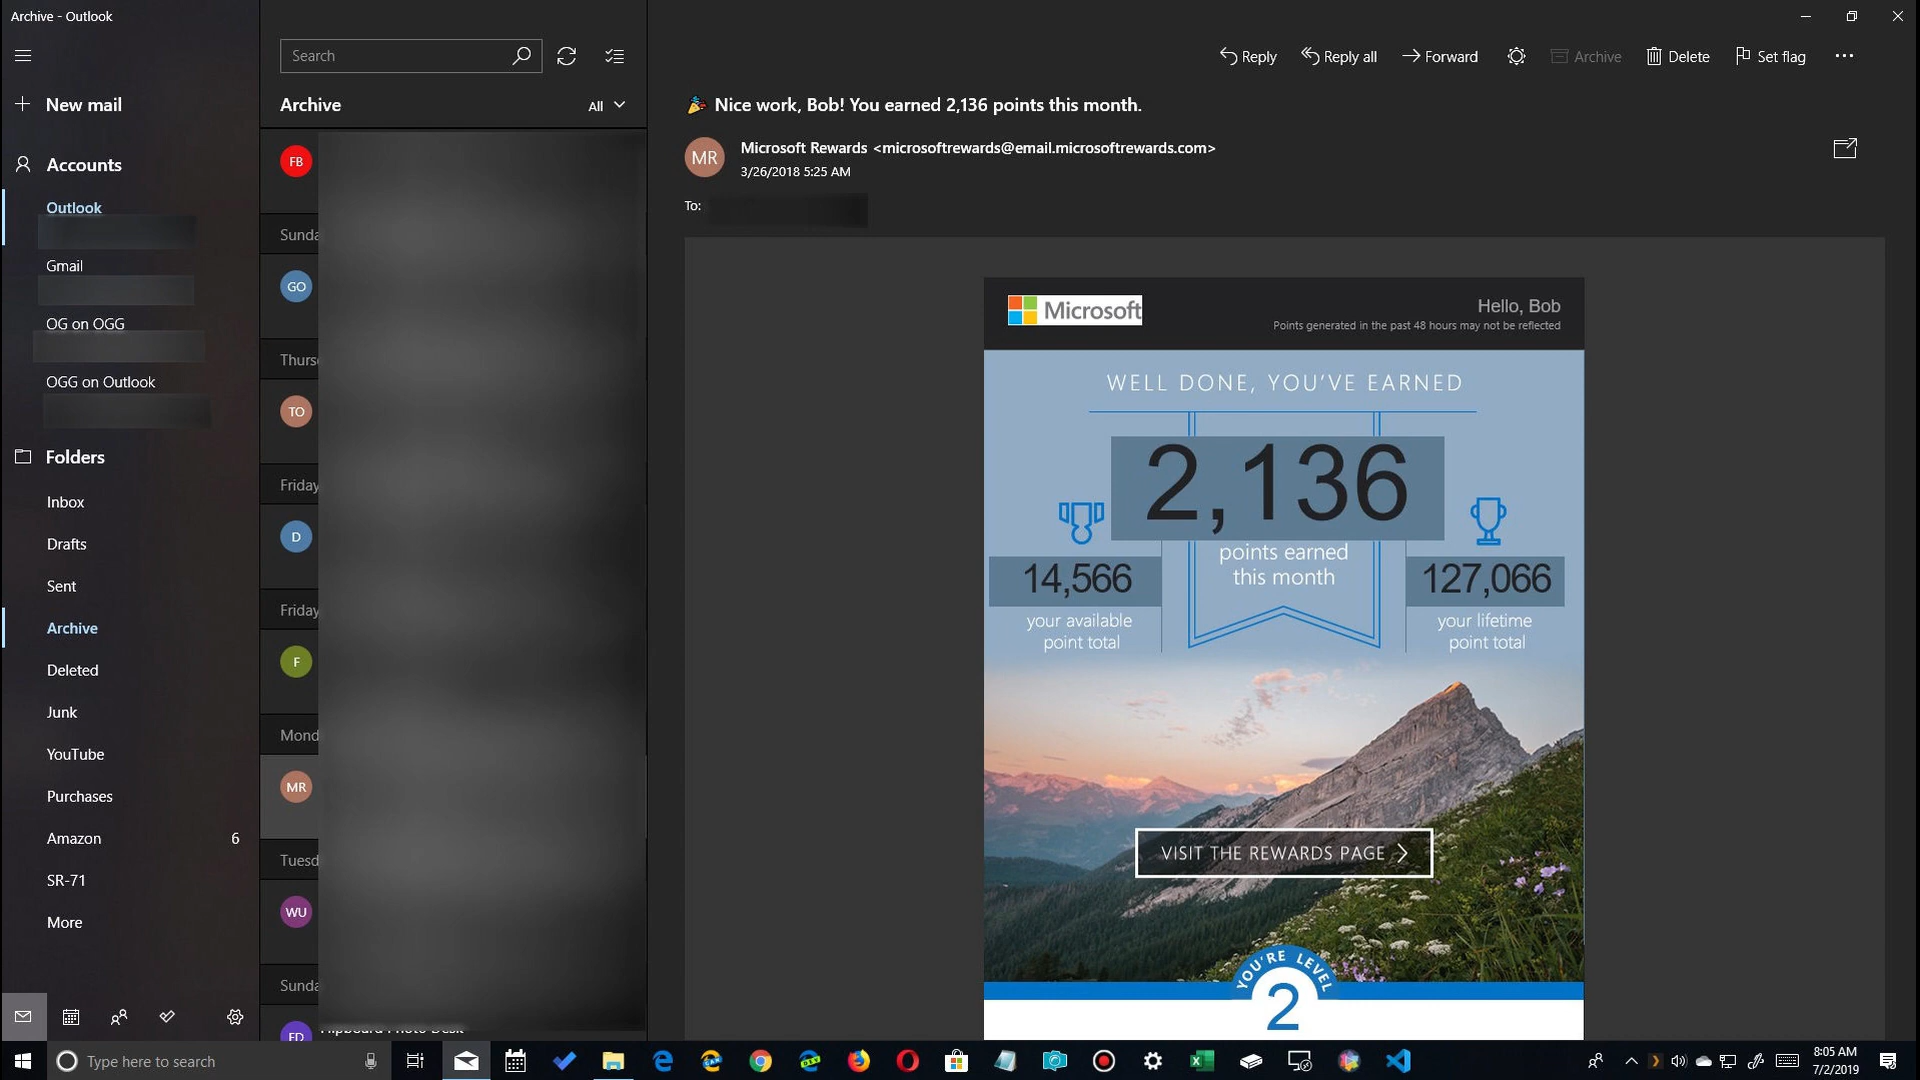 Archive - Outlook
Search
Reply
Reply all
Forward
Archive
Delete
Set flag
New mail
Archive
All
Nice work, Bob! You earned 2,136 points this month.
Accounts
FB
MR
Microsoft Rewards <microsoftrewards@email.microsoftrewards.com>
3/26/2018 5:25 AM
Outlook
To:
Sunda
Gmail
GO
OG on OGG
Thurs
OGG on Outlook
TO
Folders
Friday
Inbox
D
Drafts
Sent
Friday
Archive
F
Deleted
Junk
Mond
YouTube
MR
Purchases
Amazon 6
Tuesd
SR-71
WU
More
Sunda
Microsoft
Hello, Bob
Points generated in the past 48 hours may not be reflected
WELL DONE, YOU'VE EARNED
2,136
points earned
this month
14,566
your available
point total
127,066
your lifetime
point total
VISIT THE REWARDS PAGE
YOU'RE LEVEL
2
Type here to search
8:05 AM
7/2/2019